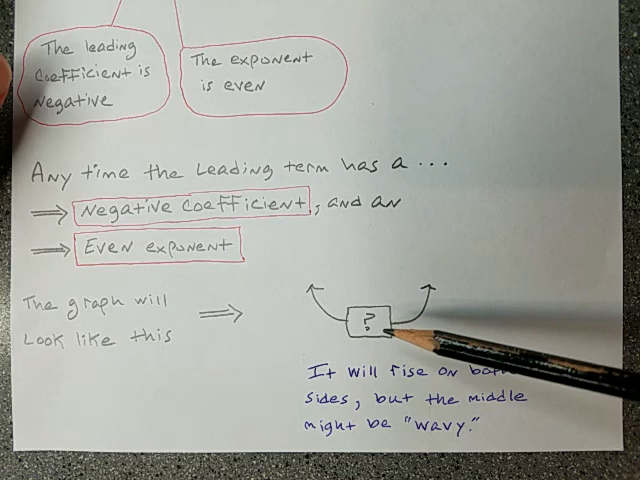 The leading
coefficient is
negative
The exponent
is even
Any time the leading term has a ...
⇒ Negative coefficient, and an
⇒ Even exponent
The graph will
look like this
⇒
?
It will rise on both
sides, but the middle
might be "wavy."